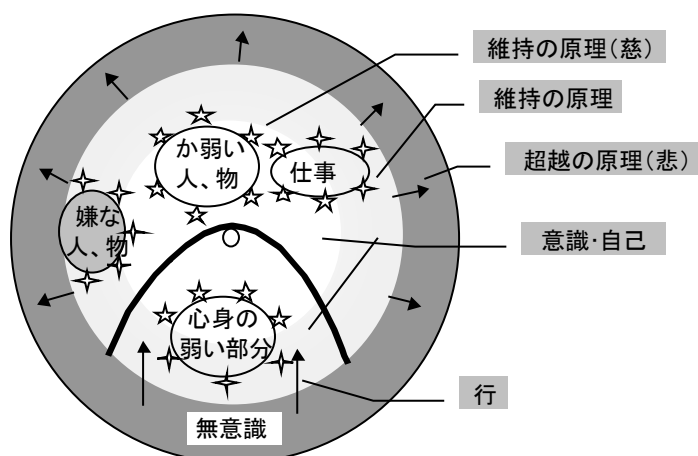 維持の原理(慈)
維持の原理
超越の原理(悲)
意識･自己
行
か弱い
人、物
仕事
嫌な
人、物
心身の
弱い部分
無意識